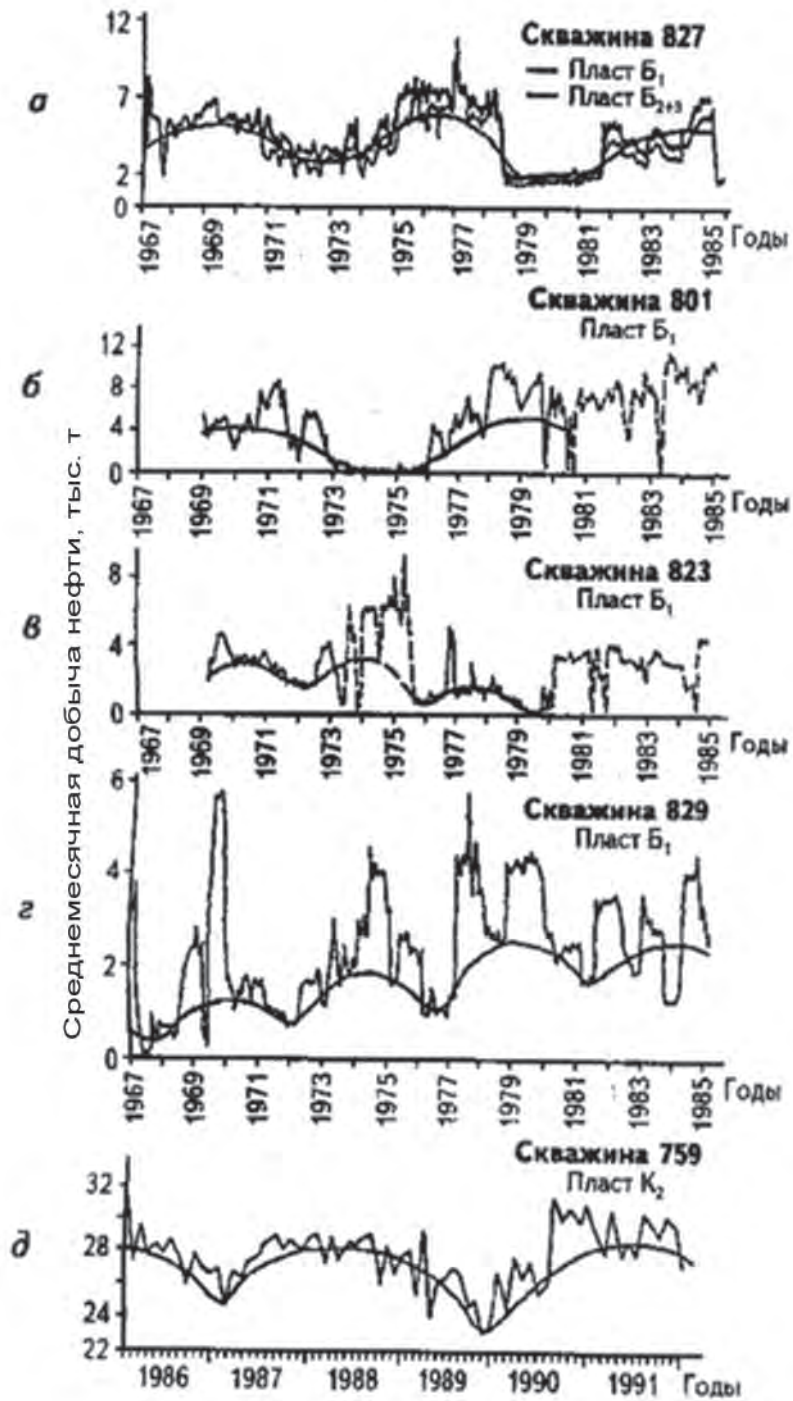 Среднемесячная добыча нефти, тыс. т
а
Скважина 827
Пласт Б₁
Пласт Б₂₊₃
12
7
2
0
1967 1969 1971 1973 1975 1977 1979 1981 1983 1985 Годы
б
Скважина 801
Пласт Б₁
12
8
4
0
1967 1969 1971 1973 1975 1977 1979 1981 1983 1985 Годы
в
Скважина 823
Пласт Б₁
8
4
0
1967 1969 1971 1973 1975 1977 1979 1981 1983 1985 Годы
г
Скважина 829
Пласт Б₁
6
4
2
0
1967 1969 1971 1973 1975 1977 1979 1981 1983 1985 Годы
д
Скважина 759
Пласт К₂
32
28
24
22
1986 1987 1988 1989 1990 1991 Годы